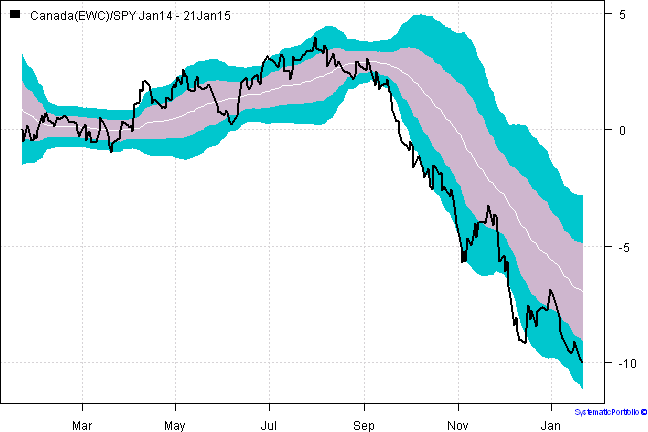 Canada(EWC)/SPY Jan14 - 21Jan15
5
0
-5
-10
Mar May Jul Sep Nov Jan
SystematicPortfolio ©